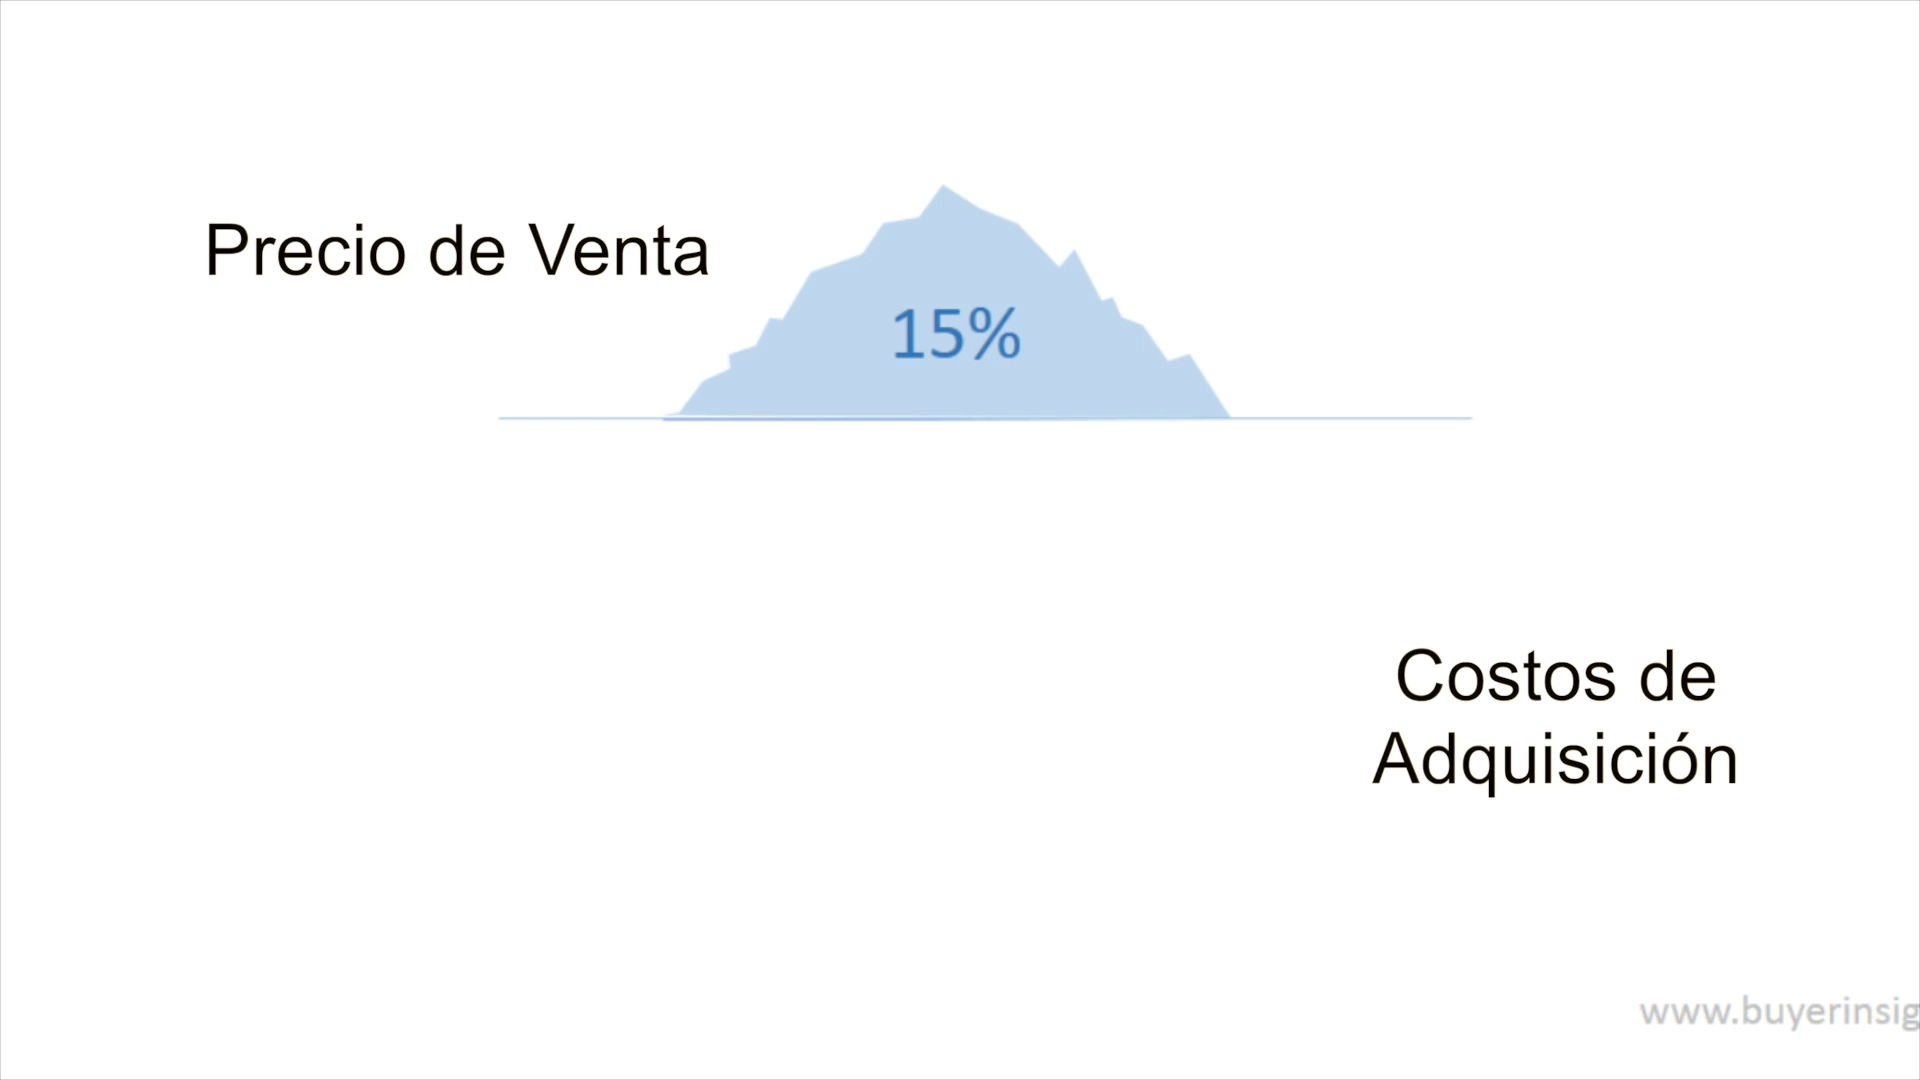 Precio de Venta
15%
Costos de
Adquisición
www.buyerinsig